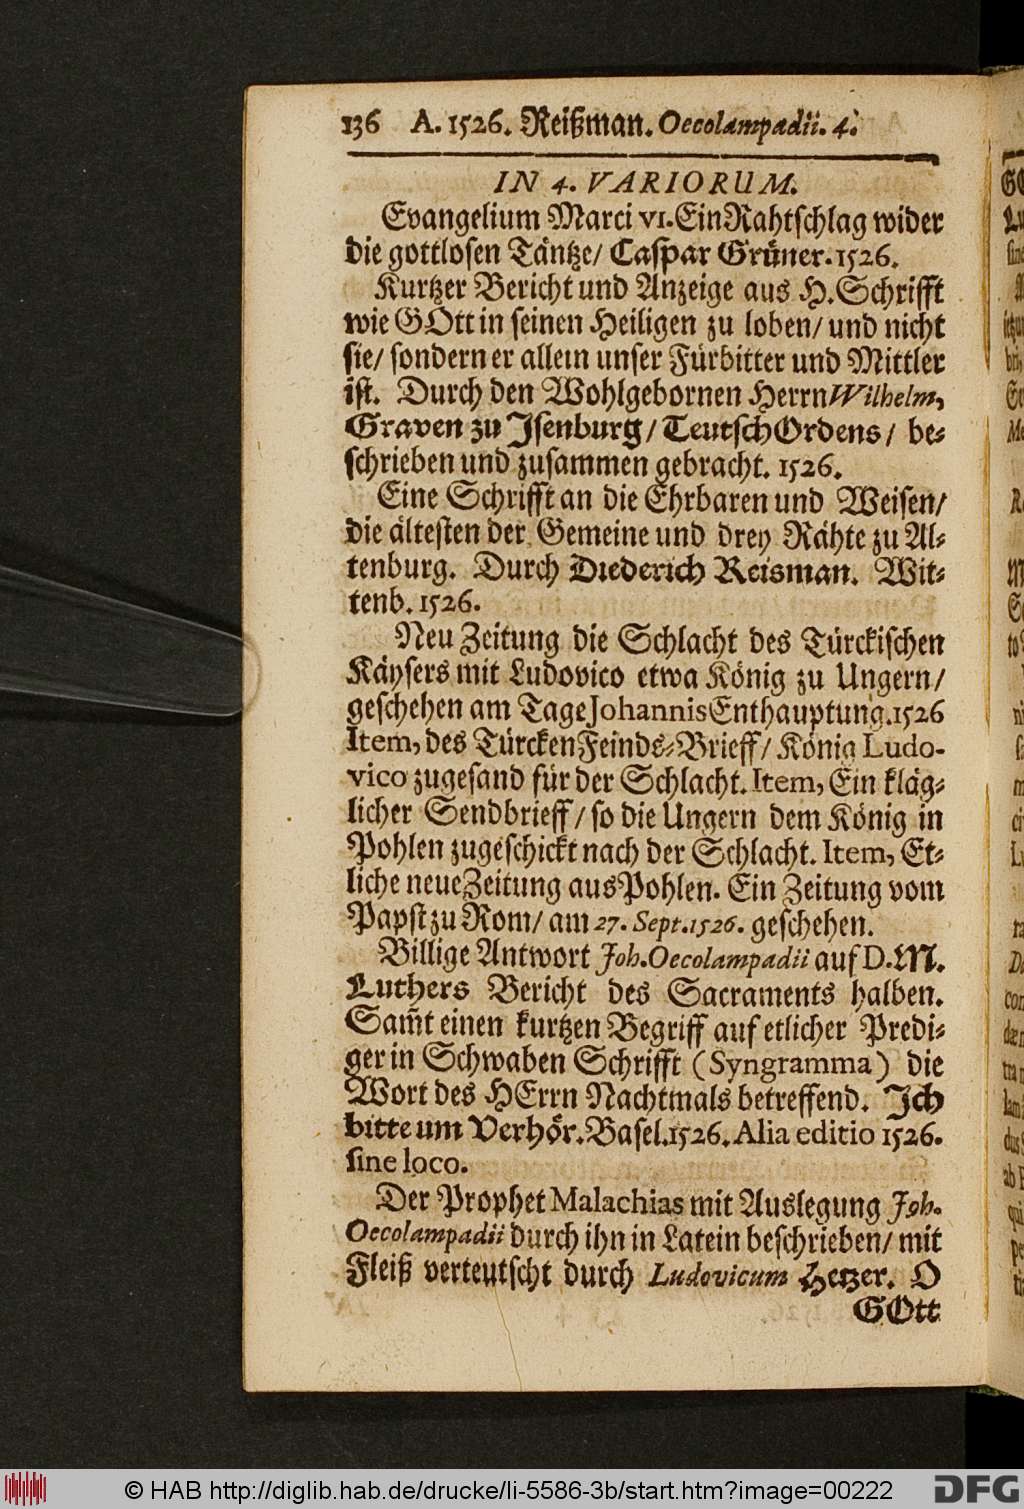 136 A. 1526. Reißman. Oecolampadii. 4.
IN 4. VARIORUM.
Evangelium Marci VI. Ein Rahtschlag wider
die gottlosen Täntze/ Caspar Grüner. 1526.
Kurtzer Bericht und Anzeige aus H. Schrifft
wie GOtt in seinen Heiligen zu loben/ und nicht
sie/ sondern er allein unser Fürbitter und Mittler
ist. Durch den Wohlgebornen Herrn Wilhelm,
Graven zu Jsenburg/ Teutsch Ordens/ be-
schrieben und zusammen gebracht. 1526.
Eine Schrifft an die Ehrbaren und Weisen/
die ältesten der Gemeine und drey Rähte zu Al-
tenburg. Durch Diederich Reisman. Wit-
tenb. 1526.
Neu Zeitung die Schlacht des Türckischen
Käysers mit Ludovico etwa König zu Ungern/
geschehen am Tage Johannis Enthauptung. 1526
Item, des Türcken Feinds-Brieff/ König Ludo-
vico zugesand für der Schlacht. Item, Ein kläg-
licher Sendbrieff/ so die Ungern dem König in
Pohlen zugeschickt nach der Schlacht. Item, Et-
liche neue Zeitung aus Pohlen. Ein Zeitung vom
Papst zu Rom/ am 27. Sept. 1526. geschehen.
Billige Antwort Joh. Oecolampadii auf D. M.
Luthers Bericht des Sacraments halben.
Sam̃t einen kurtzen Begriff auf etlicher Predi-
ger in Schwaben Schrifft (Syngramma) die
Wort des HErrn Nachtmals betreffend. Jch
bitte um Verhör. Basel. 1526. Alia editio 1526.
sine loco.
Der Prophet Malachias mit Auslegung Joh.
Oecolampadii durch ihn in Latein beschrieben/ mit
Fleiß verteutscht durch Ludovicum Hetzer. O
GOtt
© HAB http://diglib.hab.de/drucke/li-5586-3b/start.htm?image=00222
DFG